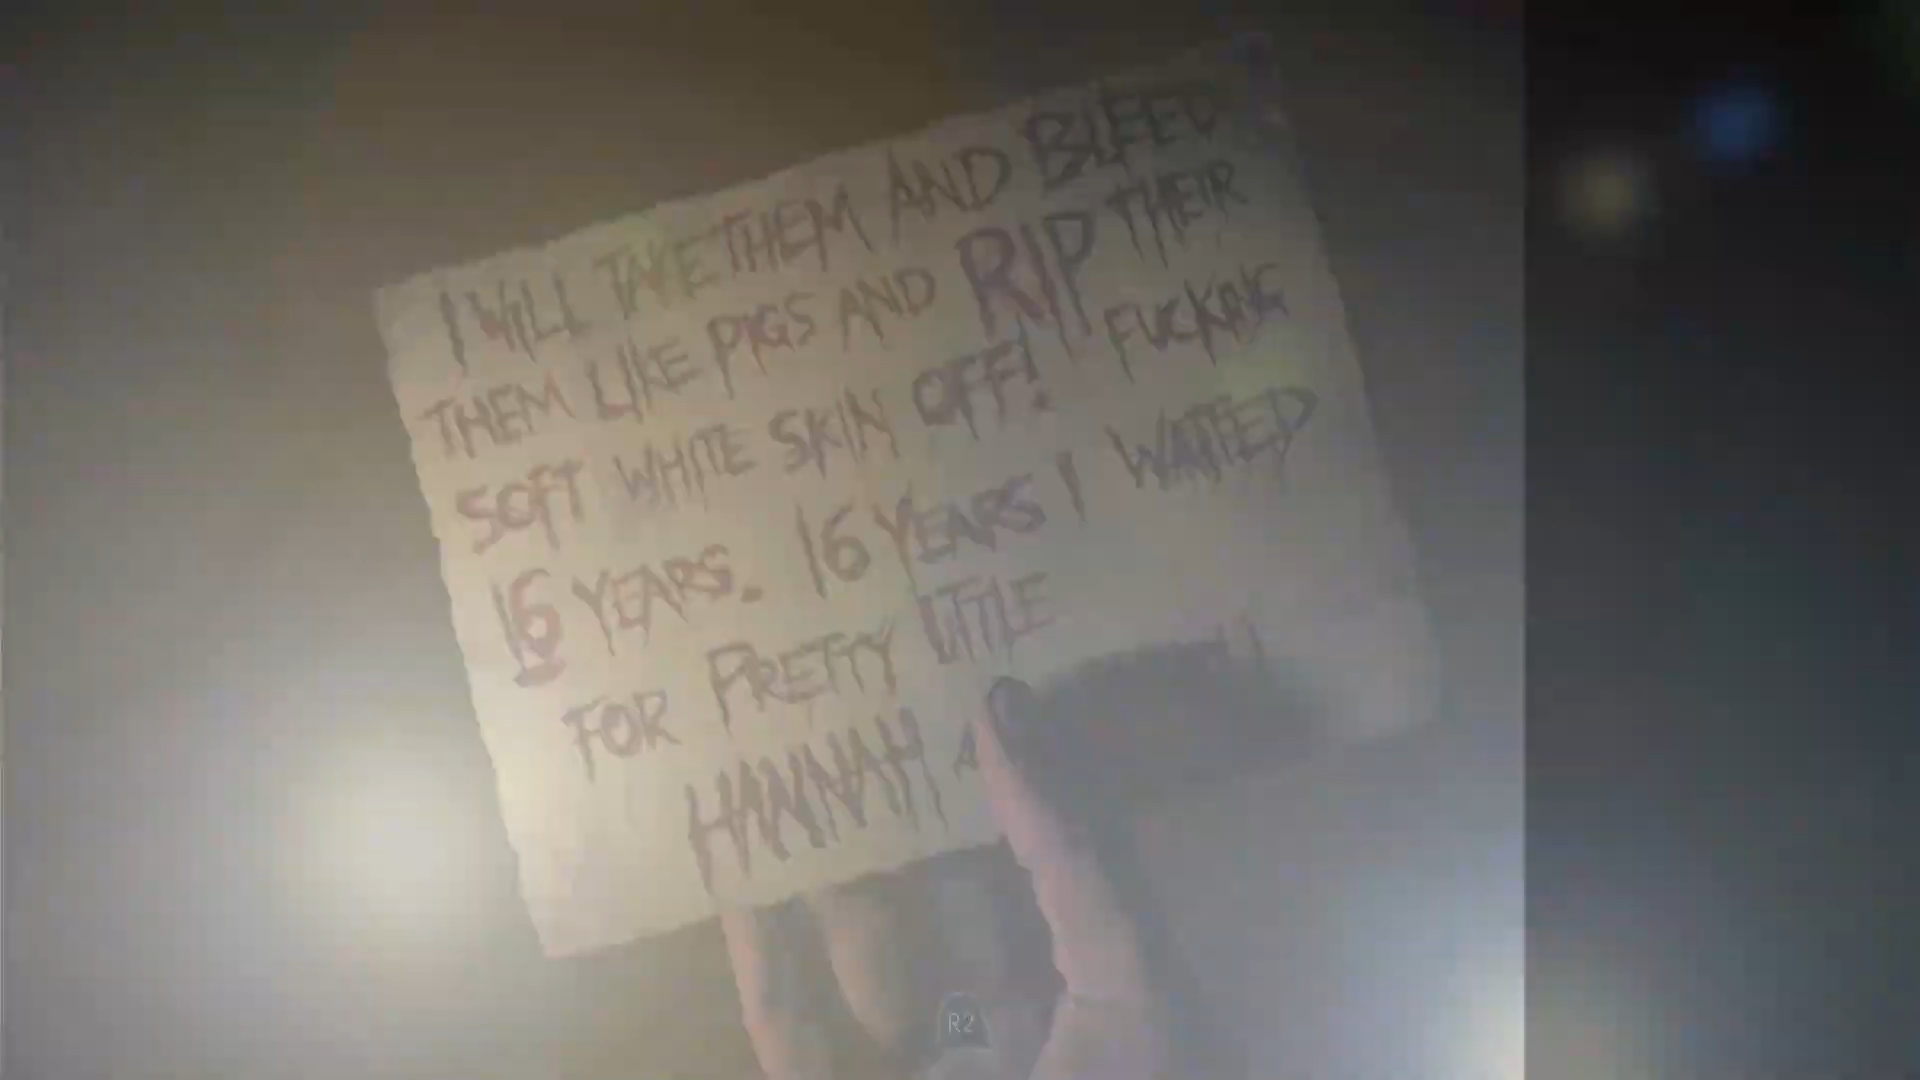 I WILL TAKE THEM AND BLEED
THEM LIKE PIGS AND RIP THEIR
SOFT WHITE SKIN OFF! FUCKING
16 YEARS. 16 YEARS I WAITED
FOR PRETTY LITTLE
HANNAH &
R2